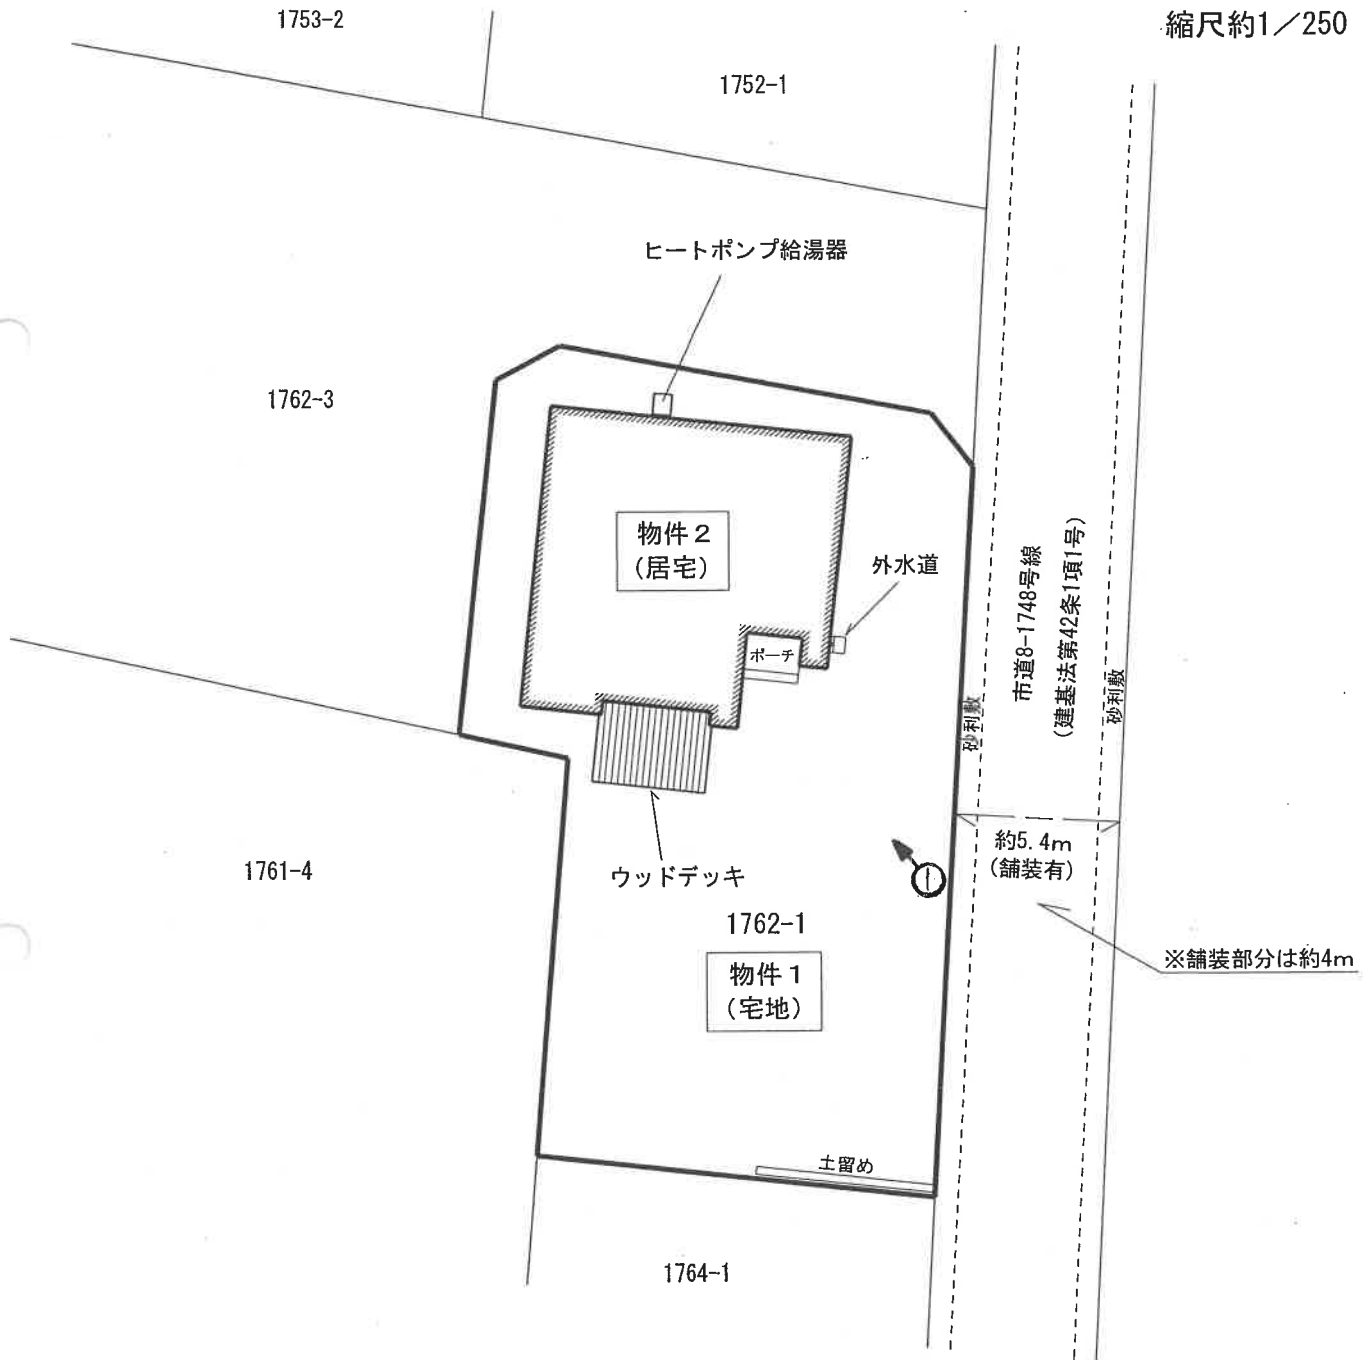 縮尺約1/250
1753-2
1752-1
ヒートポンプ給湯器
1762-3
物件2
(居宅)
外水道
ポーチ
市道8-1748号線
(建基法第42条1項1号)
砂利敷
砂利敷
約5.4m
(舗装有)
1761-4
ウッドデッキ
①
1762-1
物件1
(宅地)
※舗装部分は約4m
土留め
1764-1